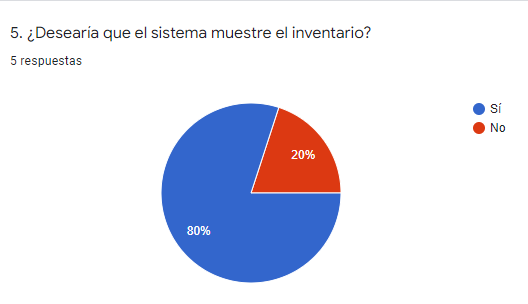 5. ¿Desearía que el sistema muestre el inventario?
5 respuestas
Sí
No
20%
80%